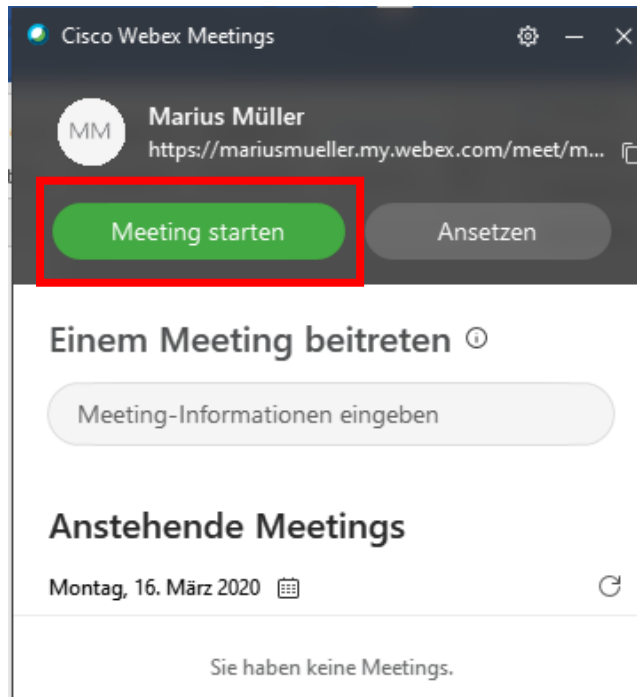 Cisco Webex Meetings
MM
Marius Müller
https://mariusmueller.my.webex.com/meet/m...
Meeting starten
Ansetzen
Einem Meeting beitreten
Meeting-Informationen eingeben
Anstehende Meetings
Montag, 16. März 2020
Sie haben keine Meetings.